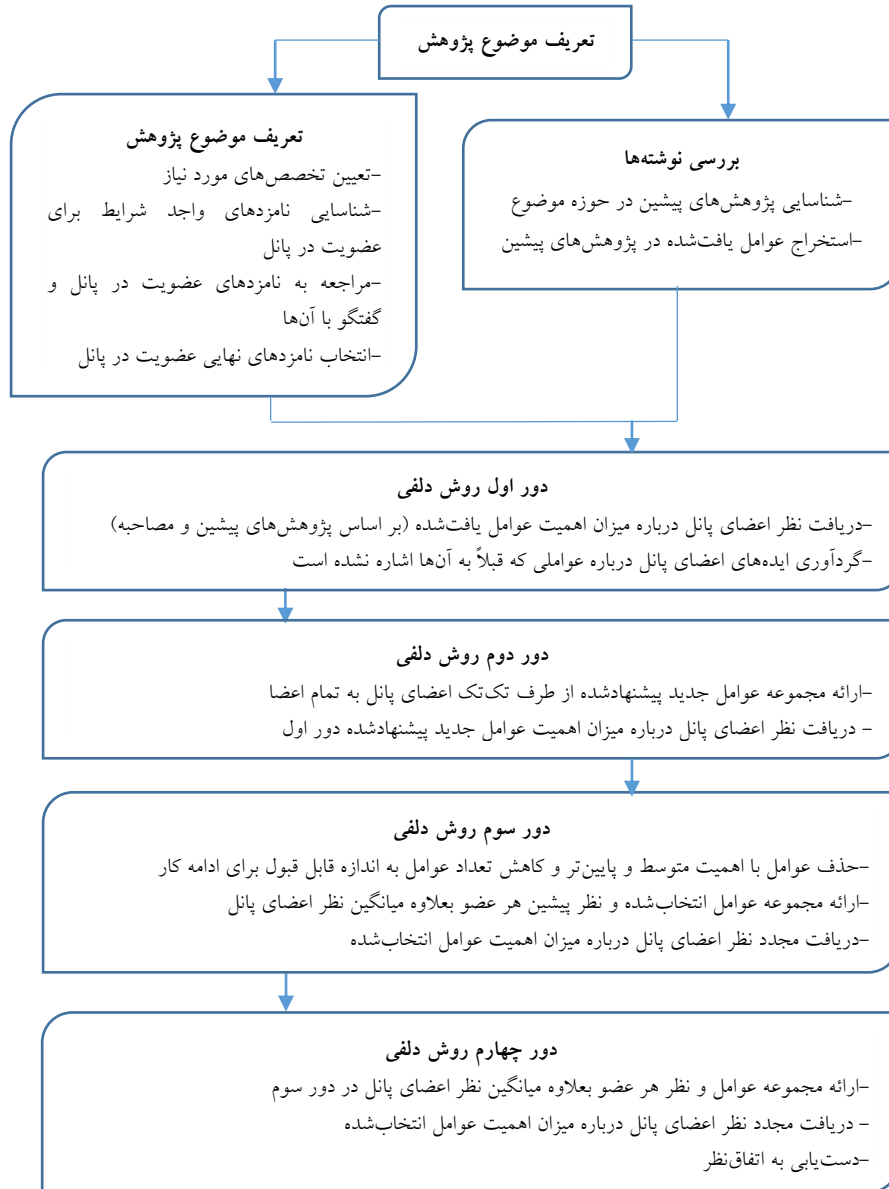 تعریف موضوع پژوهش
بررسی نوشته‌ها
-شناسایی پژوهش‌های پیشین در حوزه موضوع
-استخراج عوامل یافت‌شده در پژوهش‌های پیشین
تعریف موضوع پژوهش
-تعیین تخصص‌های مورد نیاز
-شناسایی نامزدهای واجد شرایط برای
عضویت در پانل
-مراجعه به نامزدهای عضویت در پانل و
گفتگو با آن‌ها
-انتخاب نامزدهای نهایی عضویت در پانل
دور اول روش دلفی
-دریافت نظر اعضای پانل درباره میزان اهمیت عوامل یافت‌شده (بر اساس پژوهش‌های پیشین و مصاحبه)
-گردآوری ایده‌های اعضای پانل درباره عواملی که قبلاً به آن‌ها اشاره نشده است
دور دوم روش دلفی
-ارائه مجموعه عوامل جدید پیشنهادشده از طرف تک‌تک اعضای پانل به تمام اعضا
- دریافت نظر اعضای پانل درباره میزان اهمیت عوامل جدید پیشنهادشده دور اول
دور سوم روش دلفی
-حذف عوامل با اهمیت متوسط و پایین‌تر و کاهش تعداد عوامل به اندازه قابل قبول برای ادامه کار
-ارائه مجموعه عوامل انتخاب‌شده و نظر پیشین هر عضو بعلاوه میانگین نظر اعضای پانل
-دریافت مجدد نظر اعضای پانل درباره میزان اهمیت عوامل انتخاب‌شده
دور چهارم روش دلفی
-ارائه مجموعه عوامل و نظر هر عضو بعلاوه میانگین نظر اعضای پانل در دور سوم
- دریافت مجدد نظر اعضای پانل درباره میزان اهمیت عوامل انتخاب‌شده
-دست‌یابی به اتفاق‌نظر